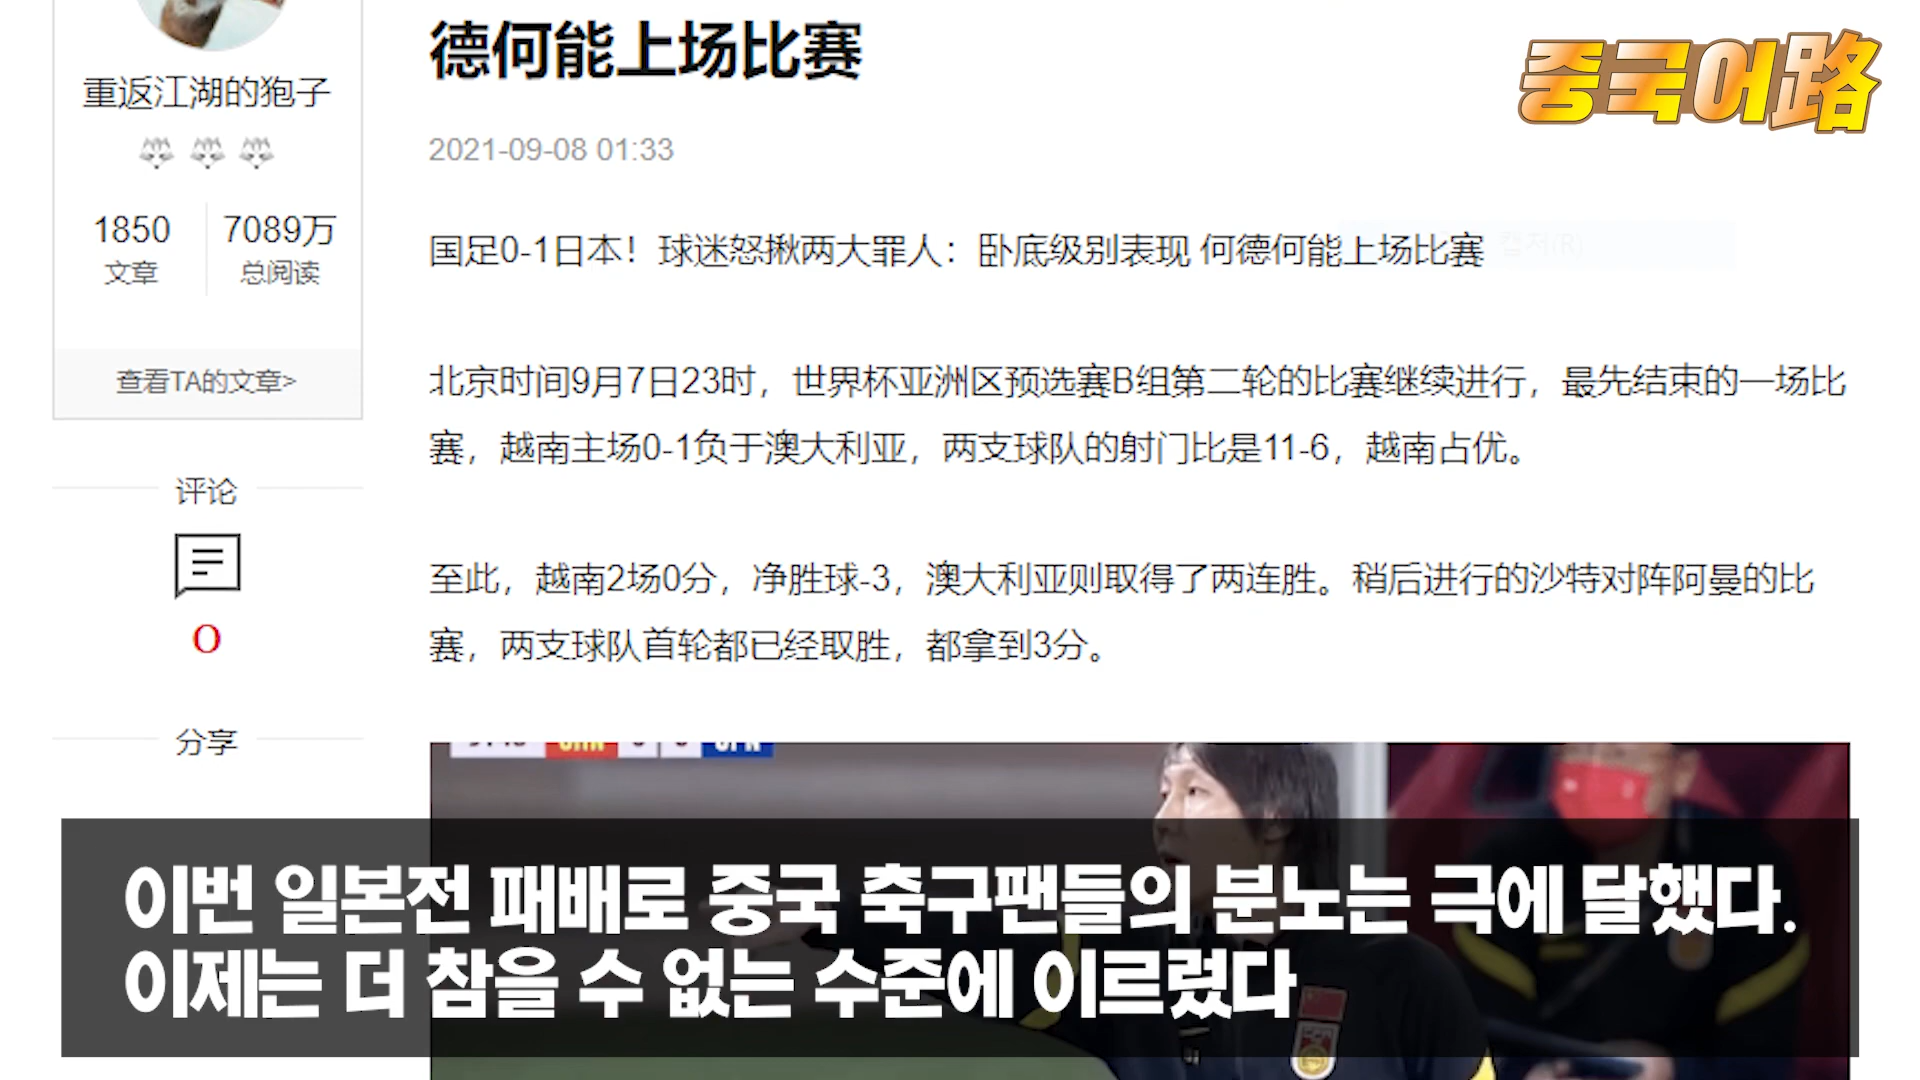 德何能上场比赛
중국어路
重返江湖的狍子
2021-09-08 01:33
1850
7089万
文章
总阅读
国足0-1日本！球迷怒揪两大罪人：卧底级别表现 何德何能上场比赛
查看TA的文章>
北京时间9月7日23时，世界杯亚洲区预选赛B组第二轮的比赛继续进行，最先结束的一场比
赛，越南主场0-1负于澳大利亚，两支球队的射门比是11-6，越南占优。
评论
0
至此，越南2场0分，净胜球-3，澳大利亚则取得了两连胜。稍后进行的沙特对阵阿曼的比
赛，两支球队首轮都已经取胜，都拿到3分。
分享
이번 일본전 패배로 중국 축구팬들의 분노는 극에 달했다.
이제는 더 참을 수 없는 수준에 이르렀다